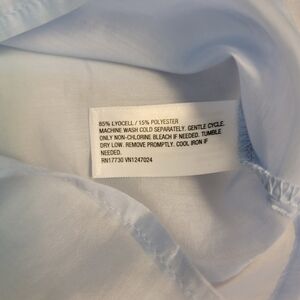 85% LYOCELL / 15% POLYESTER
MACHINE WASH COLD SEPARATELY. GENTLE CYCLE.
ONLY NON-CHLORINE BLEACH IF NEEDED. TUMBLE
DRY LOW. REMOVE PROMPTLY. COOL IRON IF
NEEDED.
RN17730 VN1247024